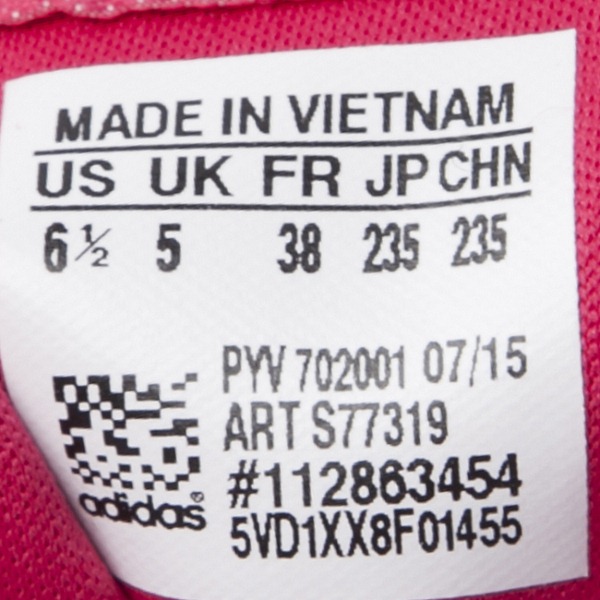 MADE IN VIETNAM
US UK FR JP CHN
6½ 5 38 235 235
PYV 702001 07/15
ART S77319
#112863454
adidas®
5VD1XX8F01455